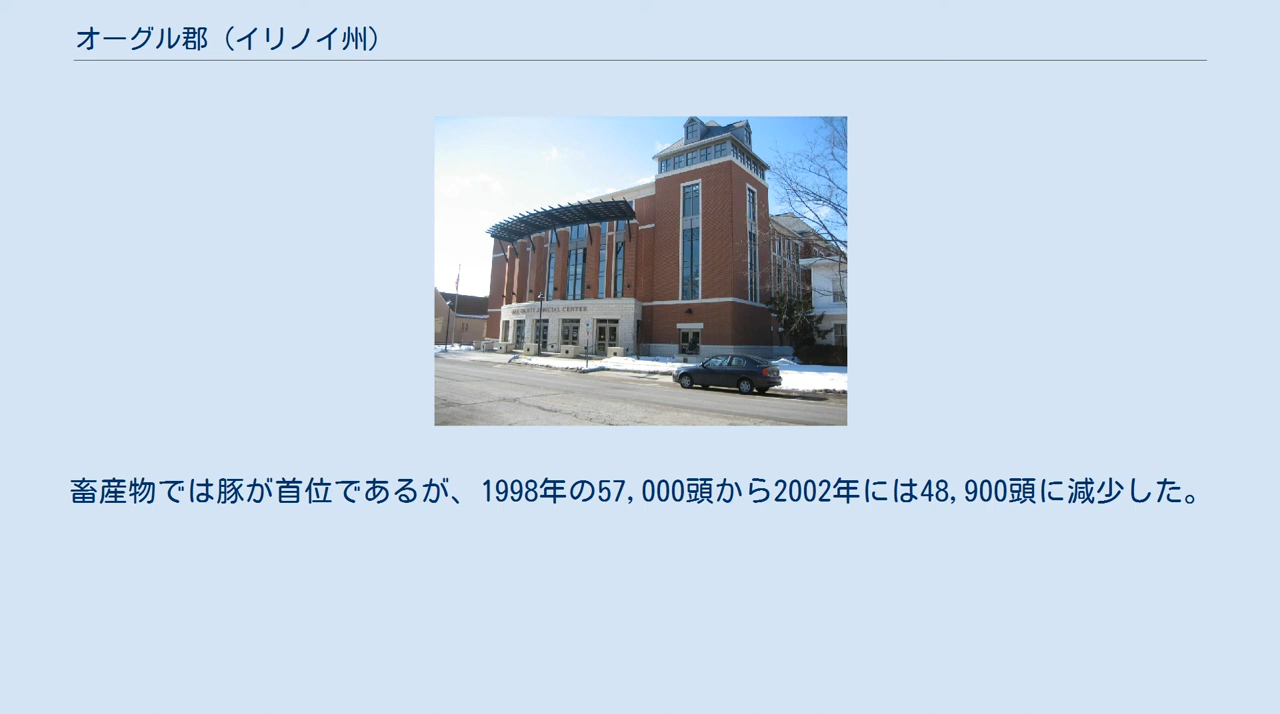 オーグル郡（イリノイ州）
JUDICIAL CENTER
畜産物では豚が首位であるが、1998年の57,000頭から2002年には48,900頭に減少した。